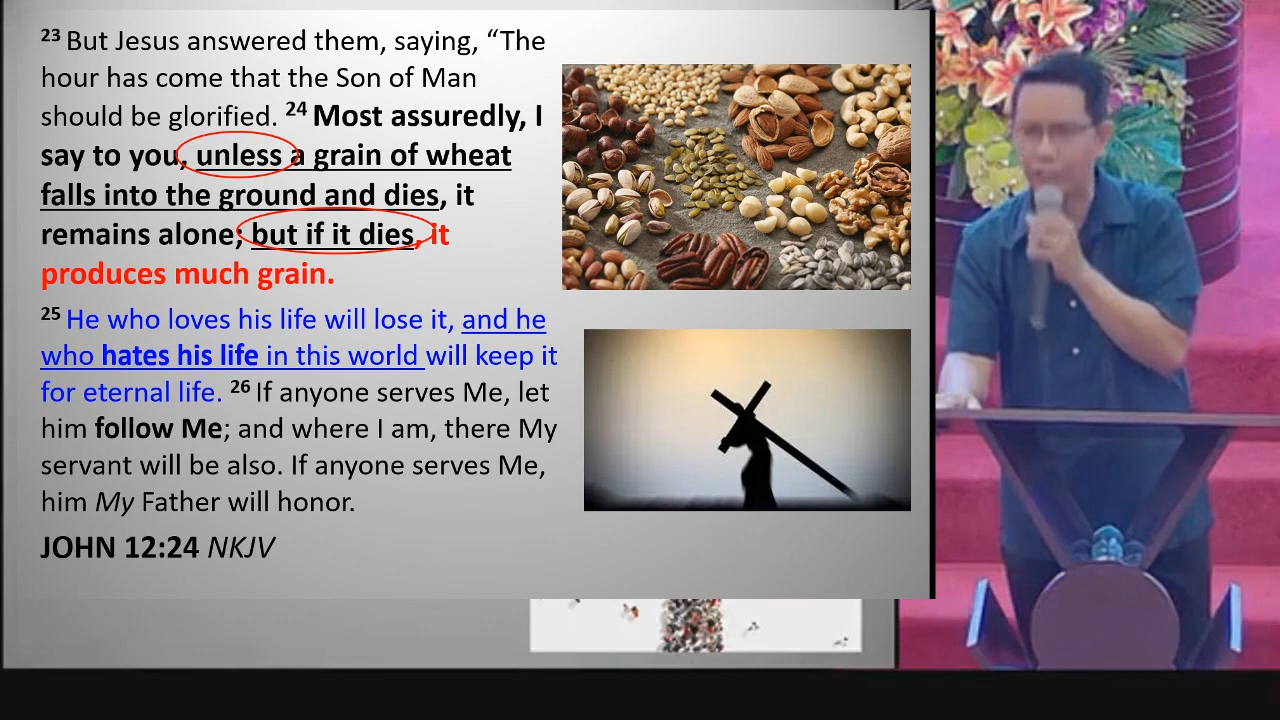 23 But Jesus answered them, saying, “The
hour has come that the Son of Man
should be glorified. 24 Most assuredly, I
say to you, unless a grain of wheat
falls into the ground and dies, it
remains alone; but if it dies, it
produces much grain.
25 He who loves his life will lose it, and he
who hates his life in this world will keep it
for eternal life. 26 If anyone serves Me, let
him follow Me; and where I am, there My
servant will be also. If anyone serves Me,
him My Father will honor.
JOHN 12:24 NKJV